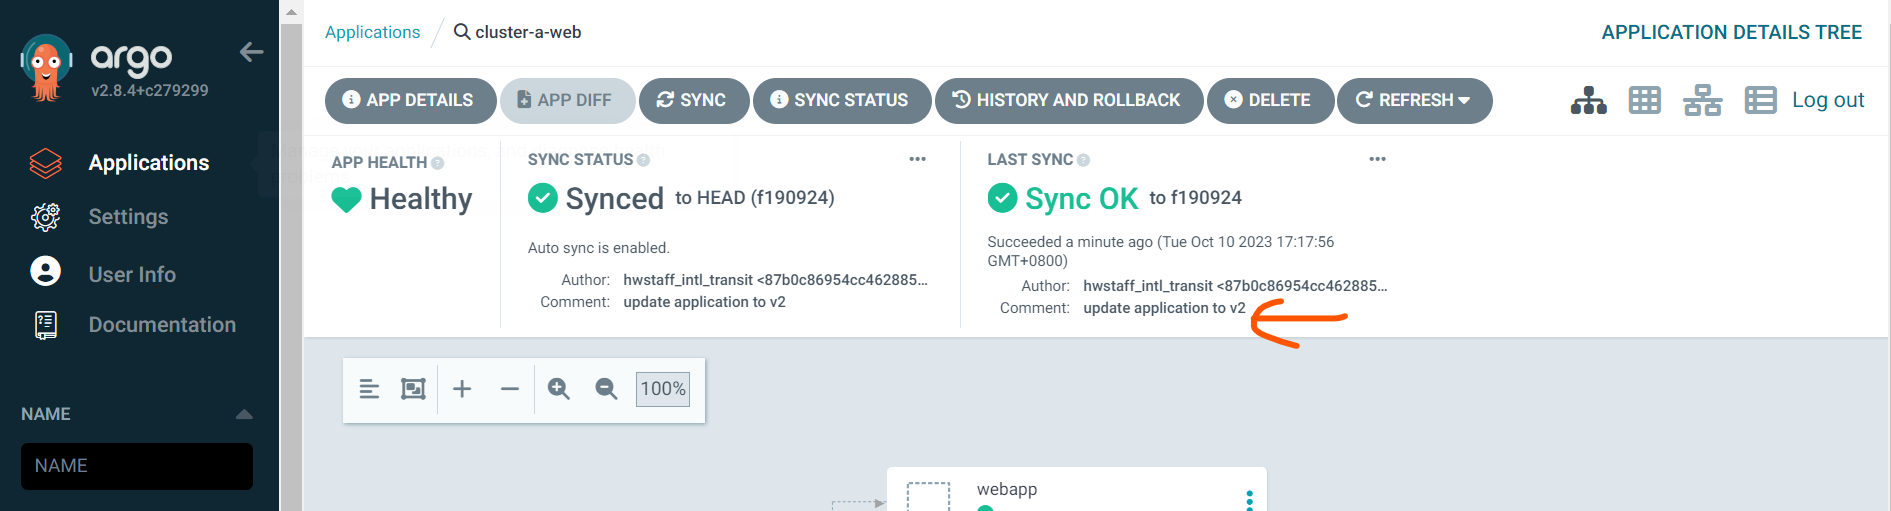 argo
v2.8.4+c279299
Applications
Settings
User Info
Documentation
NAME
NAME
Applications / cluster-a-web
APPLICATION DETAILS TREE
APP DETAILS
APP DIFF
SYNC
SYNC STATUS
HISTORY AND ROLLBACK
DELETE
REFRESH
Log out
APP HEALTH
Healthy
SYNC STATUS
Synced to HEAD (f190924)
Auto sync is enabled.
Author: hwstaff_intl_transit <87b0c86954cc462885...
Comment: update application to v2
LAST SYNC
Sync OK to f190924
Succeeded a minute ago (Tue Oct 10 2023 17:17:56
GMT+0800)
Author: hwstaff_intl_transit <87b0c86954cc462885...
Comment: update application to v2
100%
webapp